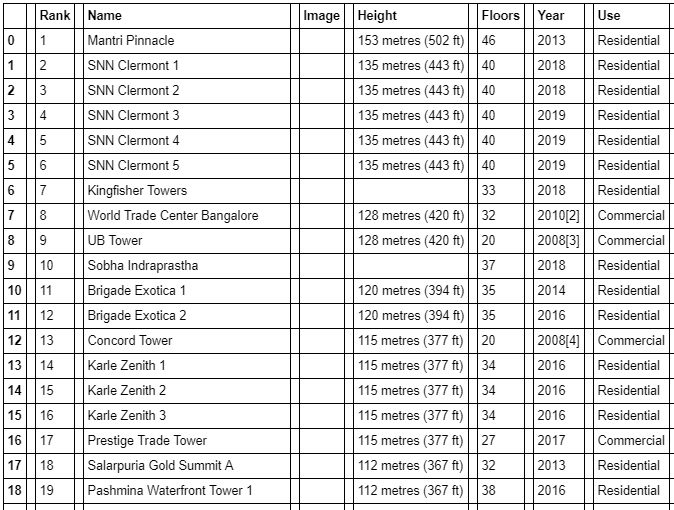 Rank Name Image Height Floors Year Use
0 1 Mantri Pinnacle 153 metres (502 ft) 46 2013 Residential
1 2 SNN Clermont 1 135 metres (443 ft) 40 2018 Residential
2 3 SNN Clermont 2 135 metres (443 ft) 40 2018 Residential
3 4 SNN Clermont 3 135 metres (443 ft) 40 2019 Residential
4 5 SNN Clermont 4 135 metres (443 ft) 40 2019 Residential
5 6 SNN Clermont 5 135 metres (443 ft) 40 2019 Residential
6 7 Kingfisher Towers 33 2018 Residential
7 8 World Trade Center Bangalore 128 metres (420 ft) 32 2010[2] Commercial
8 9 UB Tower 128 metres (420 ft) 20 2008[3] Commercial
9 10 Sobha Indraprastha 37 2018 Residential
10 11 Brigade Exotica 1 120 metres (394 ft) 35 2014 Residential
11 12 Brigade Exotica 2 120 metres (394 ft) 35 2016 Residential
12 13 Concord Tower 115 metres (377 ft) 20 2008[4] Commercial
13 14 Karle Zenith 1 115 metres (377 ft) 34 2016 Residential
14 15 Karle Zenith 2 115 metres (377 ft) 34 2016 Residential
15 16 Karle Zenith 3 115 metres (377 ft) 34 2016 Residential
16 17 Prestige Trade Tower 115 metres (377 ft) 27 2017 Commercial
17 18 Salarpuria Gold Summit A 112 metres (367 ft) 32 2013 Residential
18 19 Pashmina Waterfront Tower 1 112 metres (367 ft) 38 2016 Residential